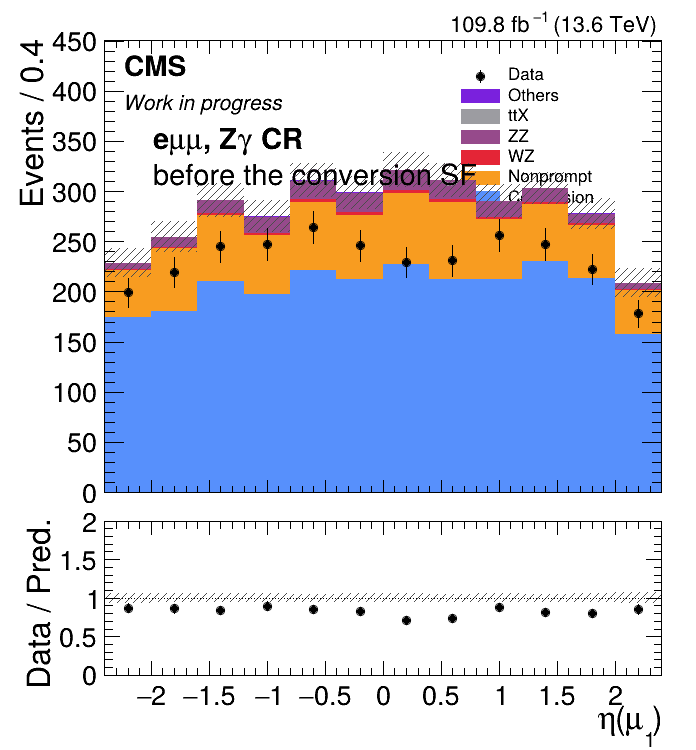 109.8 fb⁻¹ (13.6 TeV)
CMS
Work in progress
eμμ, Zγ CR
before the conversion SF
Data
Others
ttX
ZZ
WZ
Nonprompt
Events / 0.4
450
400
350
300
250
200
150
100
50
0
Data / Pred.
2
1.5
1
0.5
0
−2 −1.5 −1 −0.5 0 0.5 1 1.5 2
η(μ₁)